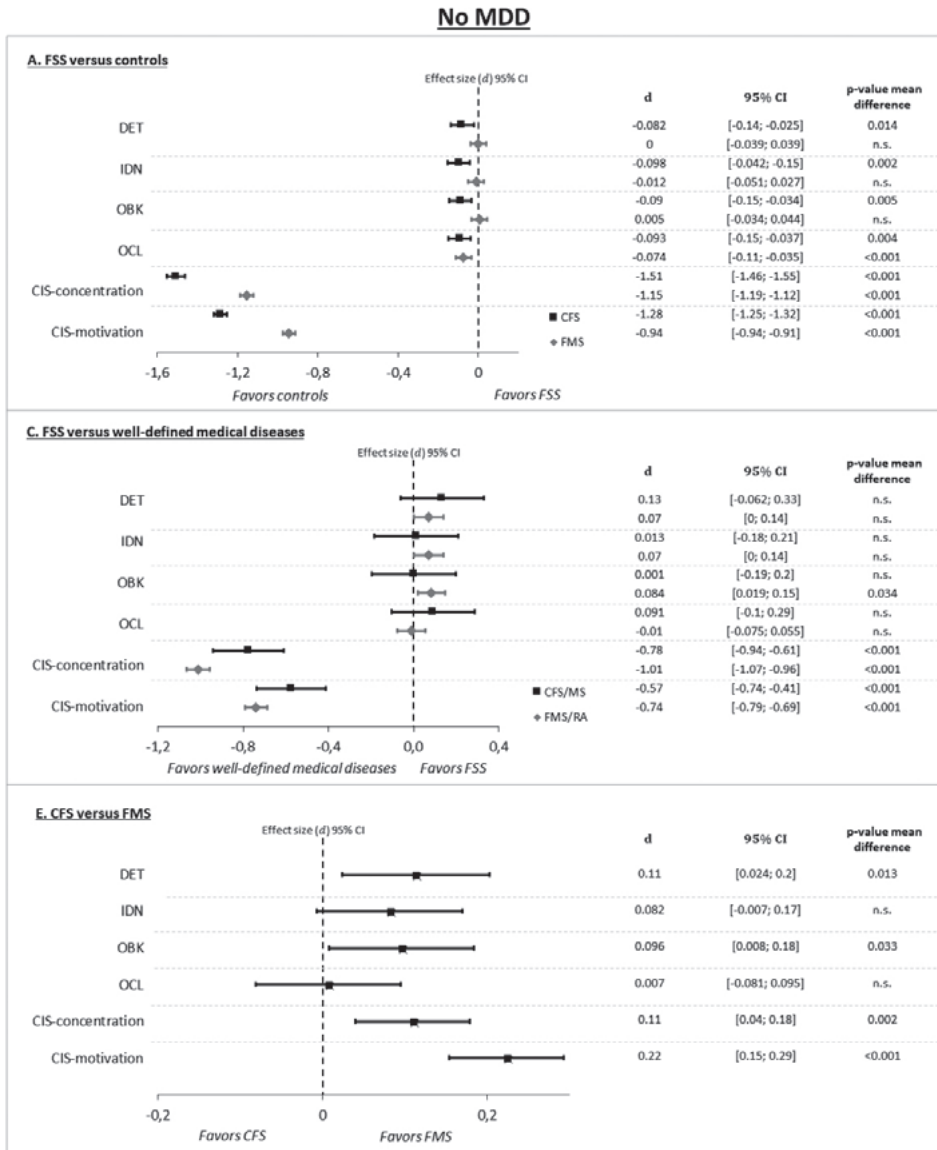 No MDD
A. FSS versus controls
Effect size (d) 95% CI
d 95% CI p-value mean difference
DET -0.082 [-0.14; -0.025] 0.014
0 [-0.039; 0.039] n.s.
IDN -0.098 [-0.042; -0.15] 0.002
-0.012 [-0.051; 0.027] n.s.
OBK -0.09 [-0.15; -0.034] 0.005
0.005 [-0.034; 0.044] n.s.
OCL -0.093 [-0.15; -0.037] 0.004
-0.074 [-0.11; -0.035] <0.001
CIS-concentration -1.51 [-1.46; -1.55] <0.001
-1.15 [-1.19; -1.12] <0.001
CIS-motivation -1.28 [-1.25; -1.32] <0.001
-0.94 [-0.94; -0.91] <0.001
CFS
FMS
-1,6 -1,2 -0,8 -0,4 0
Favors controls Favors FSS
C. FSS versus well-defined medical diseases
Effect size (d) 95% CI
d 95% CI p-value mean difference
DET 0.13 [-0.062; 0.33] n.s.
0.07 [0; 0.14] n.s.
IDN 0.013 [-0.18; 0.21] n.s.
0.07 [0; 0.14] n.s.
OBK 0.001 [-0.19; 0.2] n.s.
0.084 [0.019; 0.15] 0.034
OCL 0.091 [-0.1; 0.29] n.s.
-0.01 [-0.075; 0.055] n.s.
CIS-concentration -0.78 [-0.94; -0.61] <0.001
-1.01 [-1.07; -0.96] <0.001
CIS-motivation -0.57 [-0.74; -0.41] <0.001
-0.74 [-0.79; -0.69] <0.001
CFS/MS
FMS/RA
-1,2 -0,8 -0,4 0,0 0,4
Favors well-defined medical diseases Favors FSS
E. CFS versus FMS
Effect size (d) 95% CI
d 95% CI p-value mean difference
DET 0.11 [0.024; 0.2] 0.013
IDN 0.082 [-0.007; 0.17] n.s.
OBK 0.096 [0.008; 0.18] 0.033
OCL 0.007 [-0.081; 0.095] n.s.
CIS-concentration 0.11 [0.04; 0.18] 0.002
CIS-motivation 0.22 [0.15; 0.29] <0.001
-0,2 0 0,2
Favors CFS Favors FMS